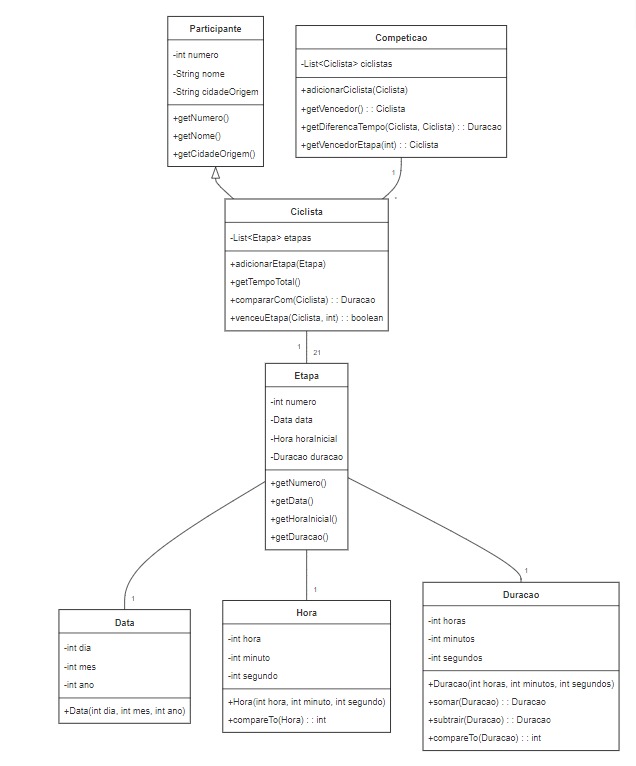 Participante
-int numero
-String nome
-String cidadeOrigem
+getNumero()
+getNome()
+getCidadeOrigem()
Competicao
-List<Ciclista> ciclistas
+adicionarCiclista(Ciclista)
+getVencedor() : : Ciclista
+getDiferencaTempo(Ciclista, Ciclista) : : Duracao
+getVencedorEtapa(int) : : Ciclista
1
*
Ciclista
-List<Etapa> etapas
+adicionarEtapa(Etapa)
+getTempoTotal()
+compararCom(Ciclista) : : Duracao
+venceuEtapa(Ciclista, int) : : boolean
1
21
Etapa
-int numero
-Data data
-Hora horaInicial
-Duracao duracao
+getNumero()
+getData()
+getHoraInicial()
+getDuracao()
1
1
1
Data
-int dia
-int mes
-int ano
+Data(int dia, int mes, int ano)
Hora
-int hora
-int minuto
-int segundo
+Hora(int hora, int minuto, int segundo)
+compareTo(Hora) : : int
Duracao
-int horas
-int minutos
-int segundos
+Duracao(int horas, int minutos, int segundos)
+somar(Duracao) : : Duracao
+subtrair(Duracao) : : Duracao
+compareTo(Duracao) : : int